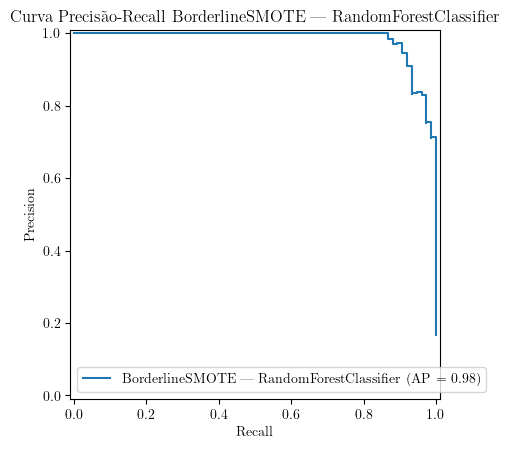 Curva Precisão-Recall BorderlineSMOTE — RandomForestClassifier
1.0
0.8
0.6
0.4
0.2
0.0
Precision
BorderlineSMOTE — RandomForestClassifier (AP = 0.98)
0.0 0.2 0.4 0.6 0.8 1.0
Recall